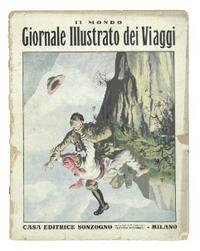 IL MONDO
Giornale Illustrato dei Viaggi
CASA EDITRICE SONZOGNO - MILANO